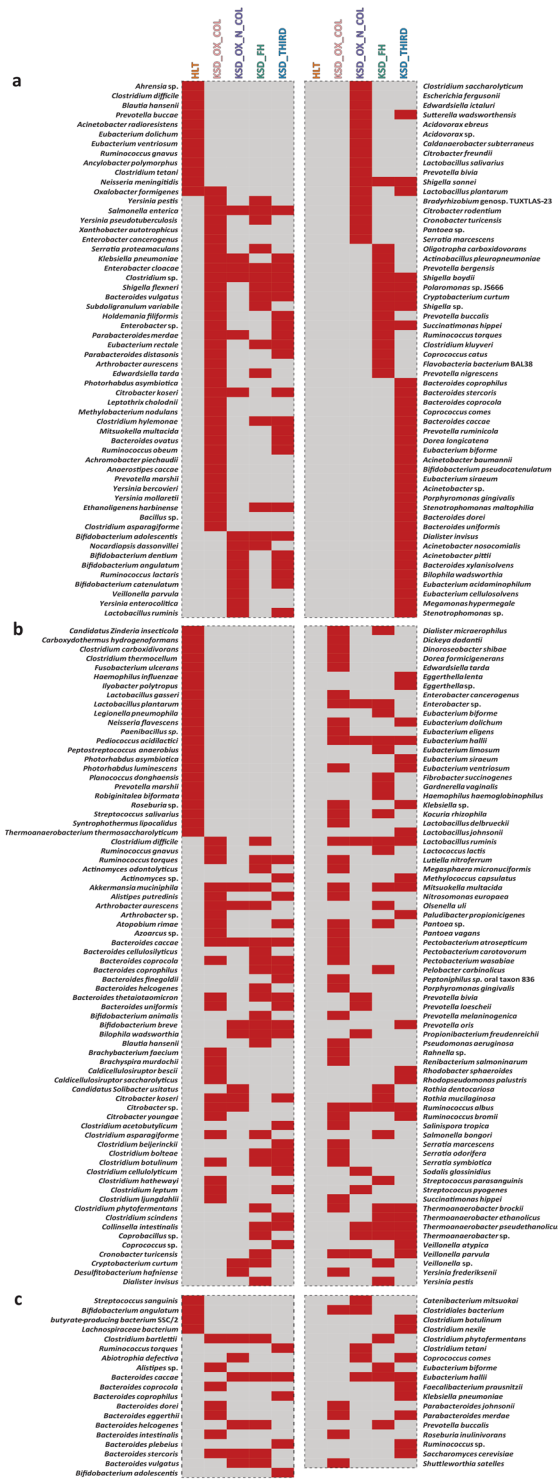 HLT
KSD_OX_COL
KSD_OX_N_COL
KSD_FH
KSD_THIRD
HLT
KSD_OX_COL
KSD_OX_N_COL
KSD_FH
KSD_THIRD
a
Ahrensia sp.
Clostridium difficile
Blautia hansenii
Prevotella buccae
Acinetobacter radioresistens
Eubacterium dolichum
Eubacterium ventriosum
Ruminococcus gnavus
Ancylobacter polymorphus
Clostridium tetani
Neisseria meningitidis
Oxalobacter formigenes
Yersinia pestis
Salmonella enterica
Yersinia pseudotuberculosis
Xanthobacter autotrophicus
Enterobacter cancerogenus
Serratia proteamaculans
Klebsiella pneumoniae
Enterobacter cloacae
Clostridium sp.
Shigella flexneri
Bacteroides vulgatus
Subdoligranulum variabile
Holdemania filiformis
Enterobacter sp.
Parabacteroides merdae
Eubacterium rectale
Parabacteroides distasonis
Arthrobacter aurescens
Edwardsiella tarda
Photorhabdus asymbiotica
Citrobacter koseri
Leptothrix cholodnii
Methylobacterium nodulans
Clostridium hylemonae
Mitsuokella multacida
Bacteroides ovatus
Ruminococcus obeum
Achromobacter piechaudii
Anaerostipes caccae
Prevotella marshii
Yersinia bercovieri
Yersinia mollaretii
Ethanoligenens harbinense
Bacillus sp.
Clostridium asparagiforme
Bifidobacterium adolescentis
Nocardiopsis dassonvillei
Bifidobacterium dentium
Bifidobacterium angulatum
Ruminococcus lactaris
Bifidobacterium catenulatum
Veillonella parvula
Yersinia enterocolitica
Lactobacillus ruminis
Clostridium saccharolyticum
Escherichia fergusonii
Edwardsiella ictaluri
Sutterella wadsworthensis
Acidovorax ebreus
Acidovorax sp.
Caldanaerobacter subterraneus
Citrobacter freundii
Lactobacillus salivarius
Prevotella bivia
Shigella sonnei
Lactobacillus plantarum
Bradyrhizobium genosp. TUXTLAS-23
Citrobacter rodentium
Cronobacter turicensis
Pantoea sp.
Serratia marcescens
Oligotropha carboxidovorans
Actinobacillus pleuropneumoniae
Prevotella bergensis
Shigella boydii
Polaromonas sp. JS666
Cryptobacterium curtum
Shigella sp.
Prevotella buccalis
Succinatimonas hippei
Ruminococcus torques
Clostridium kluyveri
Coprococcus catus
Flavobacteria bacterium BAL38
Prevotella nigrescens
Bacteroides coprophilus
Bacteroides stercoris
Bacteroides coprocola
Coprococcus comes
Bacteroides caccae
Prevotella ruminicola
Dorea longicatena
Eubacterium biforme
Acinetobacter baumannii
Bifidobacterium pseudocatenulatum
Eubacterium siraeum
Acinetobacter sp.
Porphyromonas gingivalis
Stenotrophomonas maltophilia
Bacteroides dorei
Bacteroides uniformis
Dialister invisus
Acinetobacter nosocomialis
Acinetobacter pittii
Bacteroides xylanisolvens
Bilophila wadsworthia
Eubacterium acidaminophilum
Eubacterium cellulosolvens
Megamonas hypermegale
Stenotrophomonas sp.
b
Candidatus Zinderia insecticola
Carboxydothermus hydrogenoformans
Clostridium carboxidivorans
Clostridium thermocellum
Fusobacterium ulcerans
Haemophilus influenzae
Ilyobacter polytropus
Lactobacillus gasseri
Lactobacillus plantarum
Legionella pneumophila
Neisseria flavescens
Paenibacillus sp.
Pediococcus acidilactici
Peptostreptococcus anaerobius
Photorhabdus asymbiotica
Photorhabdus luminescens
Planococcus donghaensis
Prevotella marshii
Robiginitalea biformata
Roseburia sp.
Streptococcus salivarius
Syntrophothermus lipocalidus
Thermoanaerobacterium thermosaccharolyticum
Clostridium difficile
Ruminococcus gnavus
Ruminococcus torques
Actinomyces odontolyticus
Actinomyces sp.
Akkermansia muciniphila
Alistipes putredinis
Arthrobacter aurescens
Arthrobacter sp.
Atopobium rimae
Azoarcus sp.
Bacteroides caccae
Bacteroides cellulosilyticus
Bacteroides coprocola
Bacteroides coprophilus
Bacteroides finegoldii
Bacteroides helcogenes
Bacteroides thetaiotaomicron
Bacteroides uniformis
Bifidobacterium animalis
Bifidobacterium breve
Bilophila wadsworthia
Blautia hansenii
Brachybacterium faecium
Brachyspira murdochii
Caldicellulosiruptor bescii
Caldicellulosiruptor saccharolyticus
Candidatus Solibacter usitatus
Citrobacter koseri
Citrobacter sp.
Citrobacter youngae
Clostridium acetobutylicum
Clostridium asparagiforme
Clostridium beijerinckii
Clostridium bolteae
Clostridium botulinum
Clostridium cellulolyticum
Clostridium hathewayi
Clostridium leptum
Clostridium ljungdahlii
Clostridium phytofermentans
Clostridium scindens
Collinsella intestinalis
Coprobacillus sp.
Coprococcus sp.
Cronobacter turicensis
Cryptobacterium curtum
Desulfitobacterium hafniense
Dialister invisus
Dialister micraerophilus
Dickeya dadantii
Dinoroseobacter shibae
Dorea formicigenerans
Edwardsiella tarda
Eggerthella lenta
Eggerthella sp.
Enterobacter cancerogenus
Enterobacter sp.
Eubacterium biforme
Eubacterium dolichum
Eubacterium eligens
Eubacterium hallii
Eubacterium limosum
Eubacterium siraeum
Eubacterium ventriosum
Fibrobacter succinogenes
Gardnerella vaginalis
Haemophilus haemoglobinophilus
Klebsiella sp.
Kocuria rhizophila
Lactobacillus delbrueckii
Lactobacillus johnsonii
Lactobacillus ruminis
Lactococcus lactis
Lutiella nitroferrum
Megasphaera micronuciformis
Methylococcus capsulatus
Mitsuokella multacida
Nitrosomonas europaea
Olsenella uli
Paludibacter propionicigenes
Pantoea sp.
Pantoea vagans
Pectobacterium atrosepticum
Pectobacterium carotovorum
Pectobacterium wasabiae
Pelobacter carbinolicus
Peptoniphilus sp. oral taxon 836
Porphyromonas gingivalis
Prevotella bivia
Prevotella loescheii
Prevotella melaninogenica
Prevotella oris
Propionibacterium freudenreichii
Pseudomonas aeruginosa
Rahnella sp.
Renibacterium salmoninarum
Rhodobacter sphaeroides
Rhodopseudomonas palustris
Rothia dentocariosa
Rothia mucilaginosa
Ruminococcus albus
Ruminococcus bromii
Salinispora tropica
Salmonella bongori
Serratia marcescens
Serratia odorifera
Serratia symbiotica
Sodalis glossinidius
Streptococcus parasanguinis
Streptococcus pyogenes
Succinatimonas hippei
Thermoanaerobacter brockii
Thermoanaerobacter ethanolicus
Thermoanaerobacter pseudethanolicus
Thermoanaerobacter sp.
Veillonella atypica
Veillonella parvula
Veillonella sp.
Yersinia frederiksenii
Yersinia pestis
c
Streptococcus sanguinis
Bifidobacterium angulatum
butyrate-producing bacterium SSC/2
Lachnospiraceae bacterium
Clostridium bartlettii
Ruminococcus torques
Abiotrophia defectiva
Alistipes sp.
Bacteroides caccae
Bacteroides coprocola
Bacteroides coprophilus
Bacteroides dorei
Bacteroides eggerthii
Bacteroides helcogenes
Bacteroides intestinalis
Bacteroides plebeius
Bacteroides stercoris
Bacteroides vulgatus
Bifidobacterium adolescentis
Catenibacterium mitsuokai
Clostridiales bacterium
Clostridium botulinum
Clostridium nexile
Clostridium phytofermentans
Clostridium tetani
Coprococcus comes
Eubacterium biforme
Eubacterium hallii
Faecalibacterium prausnitzii
Klebsiella pneumoniae
Parabacteroides johnsonii
Parabacteroides merdae
Prevotella buccalis
Roseburia inulinivorans
Ruminococcus sp.
Saccharomyces cerevisiae
Shuttleworthia satelles